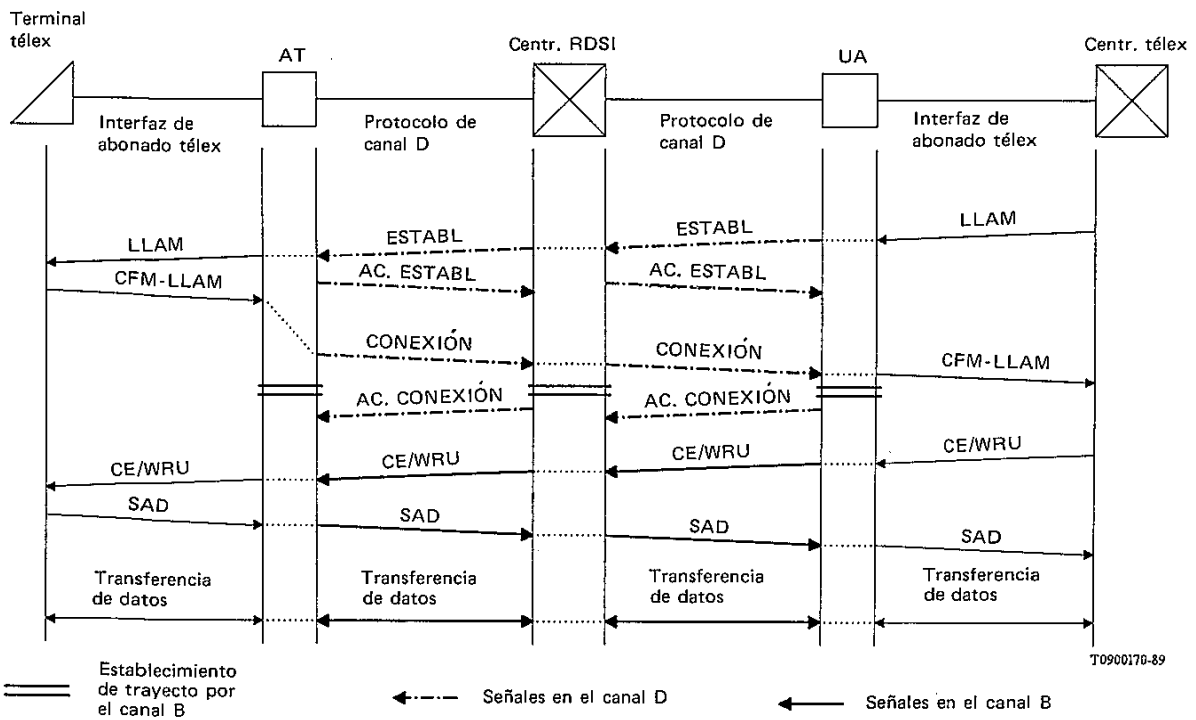 Terminal
télex
AT
Centr. RDSI
UA
Centr. télex
Interfaz de
abonado télex
Protocolo de
canal D
Protocolo de
canal D
Interfaz de
abonado télex
LLAM
ESTABL
ESTABL
LLAM
CFM-LLAM
AC. ESTABL
AC. ESTABL
CONEXIÓN
CONEXIÓN
CFM-LLAM
AC. CONEXIÓN
AC. CONEXIÓN
CE/WRU
CE/WRU
CE/WRU
CE/WRU
SAD
SAD
SAD
SAD
Transferencia
de datos
Transferencia
de datos
Transferencia
de datos
Transferencia
de datos
T0900170-89
Establecimiento
de trayecto por
el canal B
Señales en el canal D
Señales en el canal B